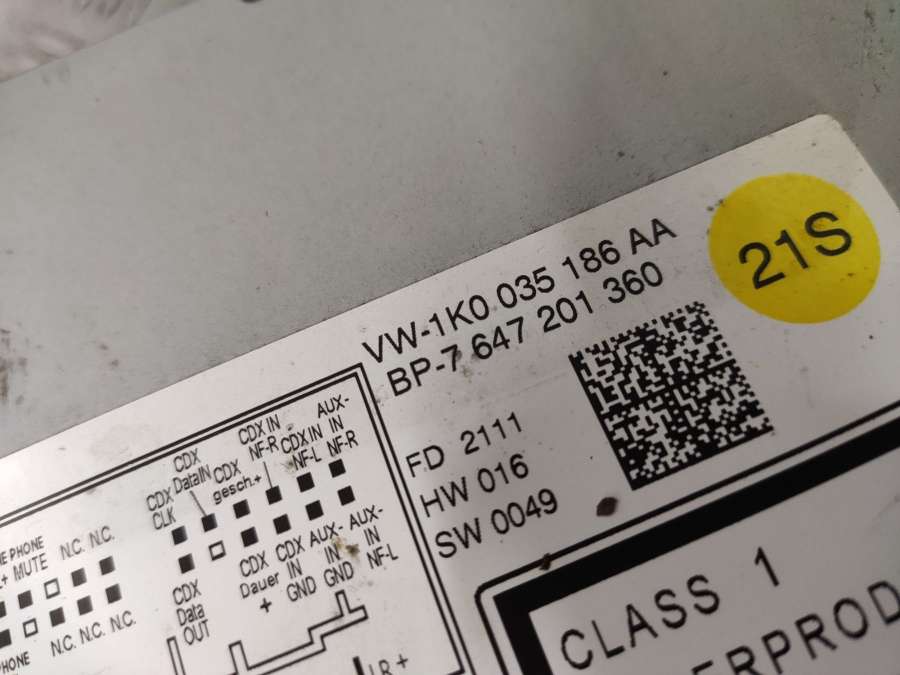 21S
VW-1K0 035 186 AA
BP-7 647 201 360
FD 2111
HW 016
SW 0049
CDX CLK
CDX DataIN
CDX gesch.+
CDX IN NF-R
CDX IN NF-L
AUX-IN NF-R
CDX Data OUT
CDX Dauer +
CDX IN GND
AUX-IN GND
AUX-IN NF-L
PHONE
MUTE
N.C. N.C.
N.C. N.C. N.C.
LR +
CLASS 1